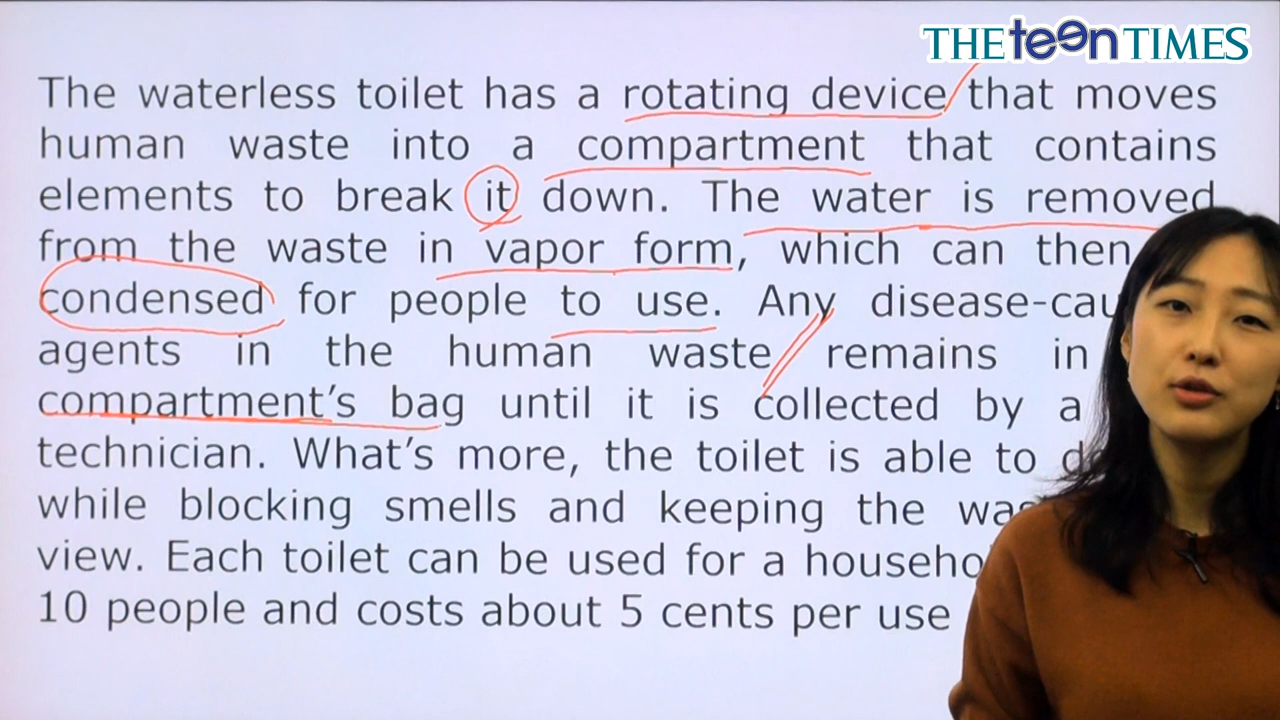 THE teen TIMES
The waterless toilet has a rotating device that moves
human waste into a compartment that contains
elements to break it down. The water is removed
from the waste in vapor form, which can then
condensed for people to use. Any
agents in the human waste remains in
compartment's bag until it is collected by a
technician. What's more, the toilet is able to
while blocking smells and keeping the
view. Each toilet can be used for a
10 people and costs about 5 cents per use